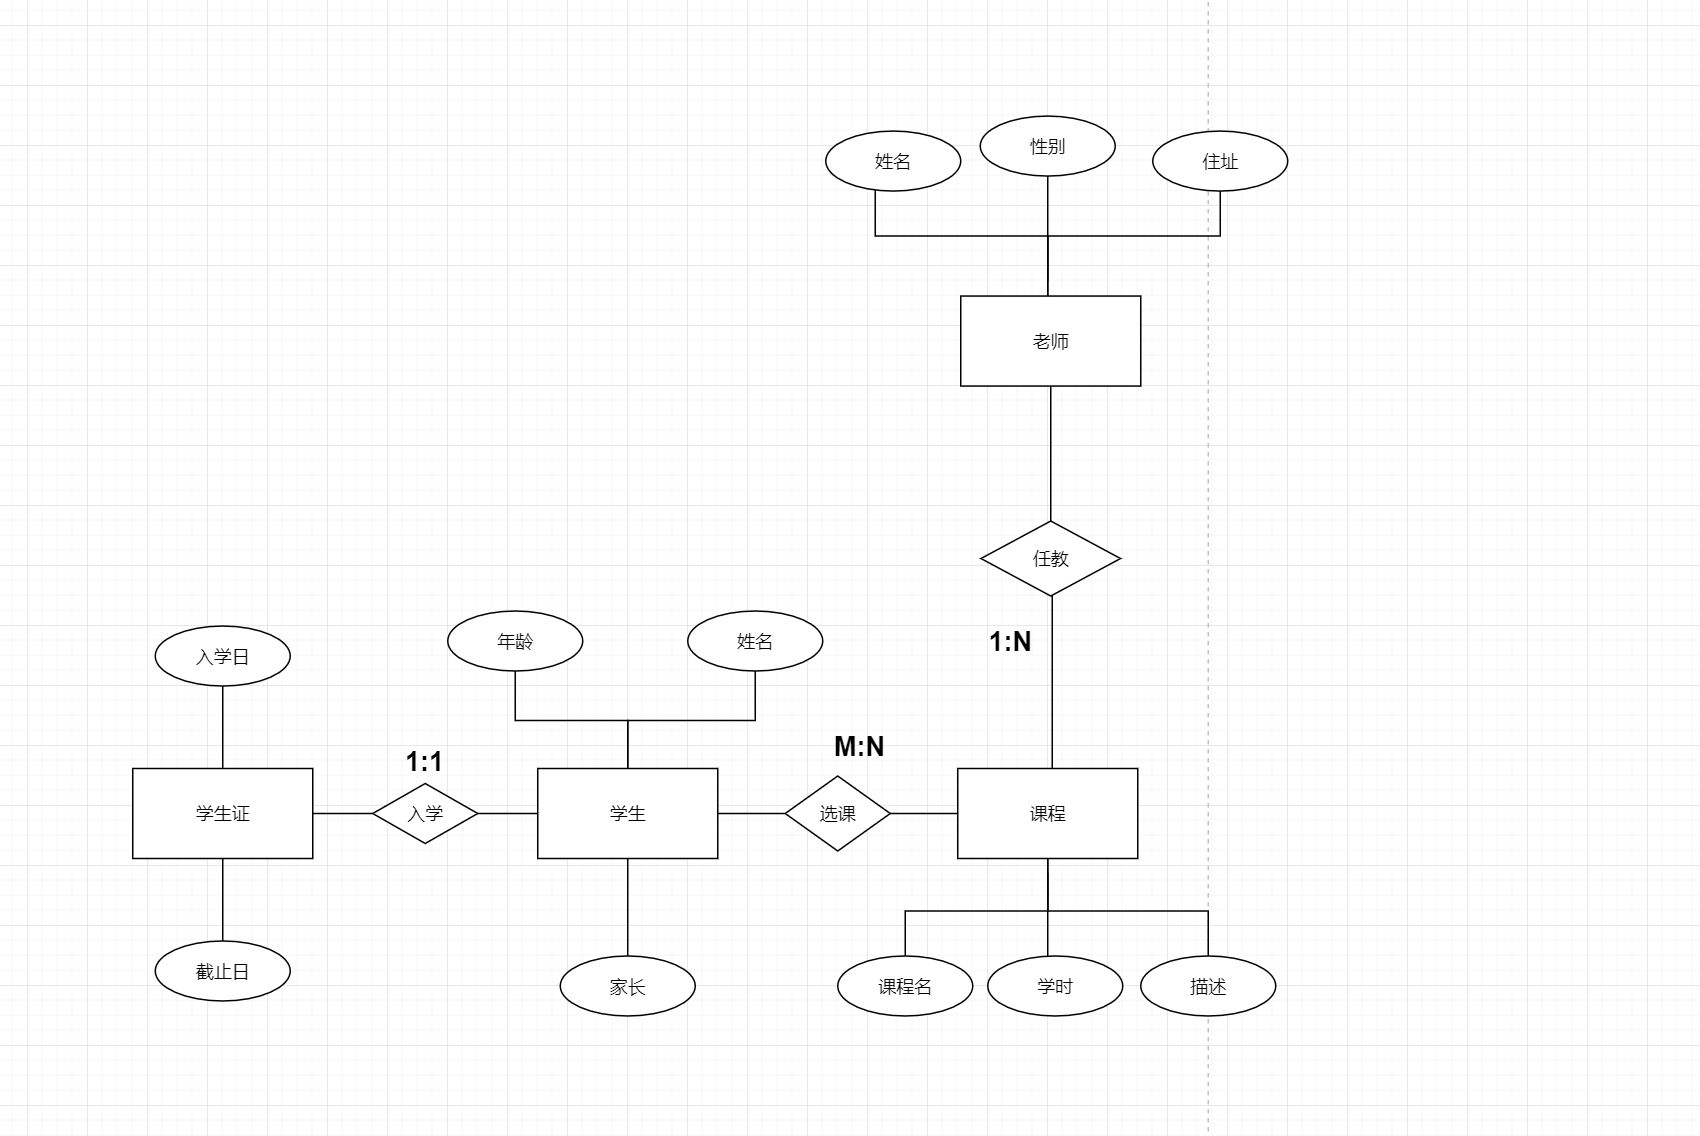 姓名
性别
住址
老师
任教
1:N
入学日
年龄
姓名
1:1
M:N
学生证
入学
学生
选课
课程
截止日
家长
课程名
学时
描述